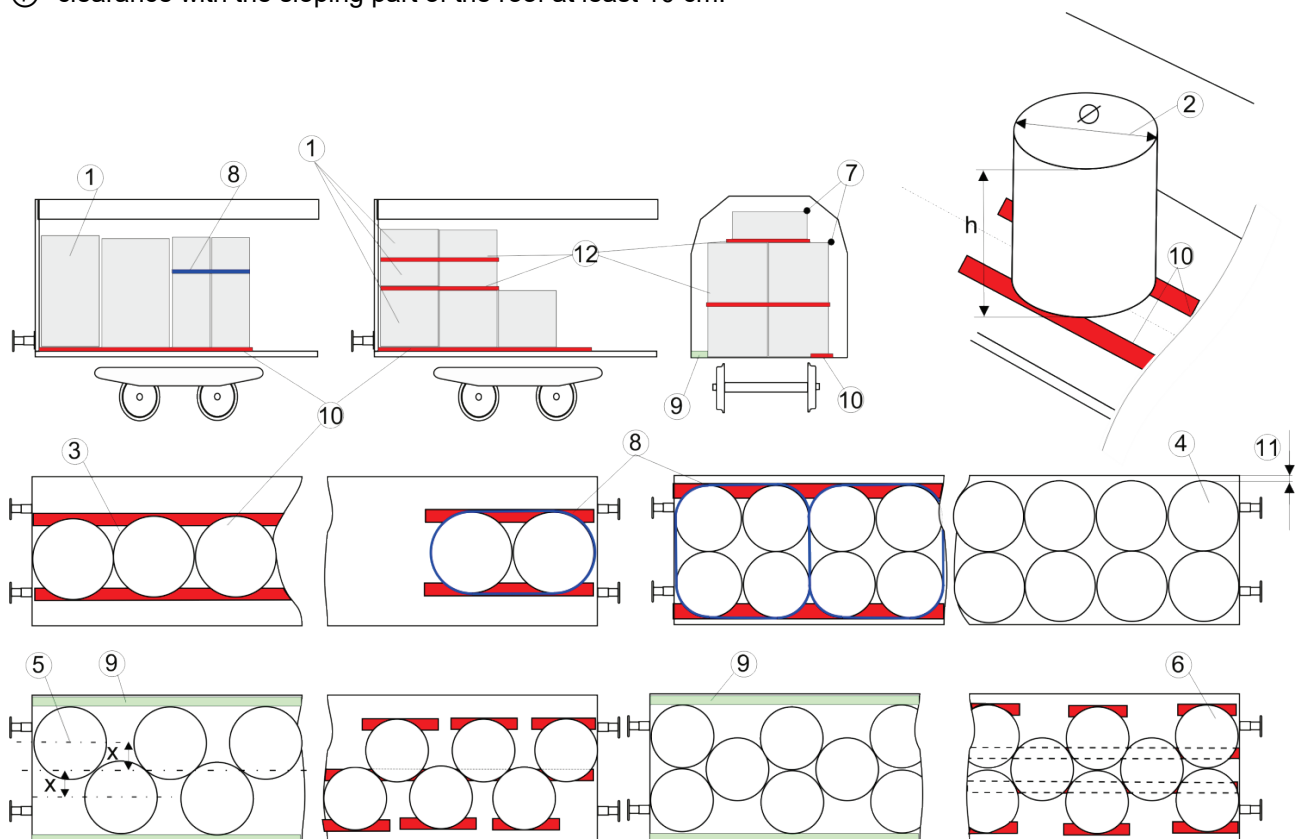 clearance with the sloping part of the roof at least 10 cm.
Ø 2
1 8 1 7
h
12
10
9 10
10
3 8 4 11
5 9 9 6
x
x